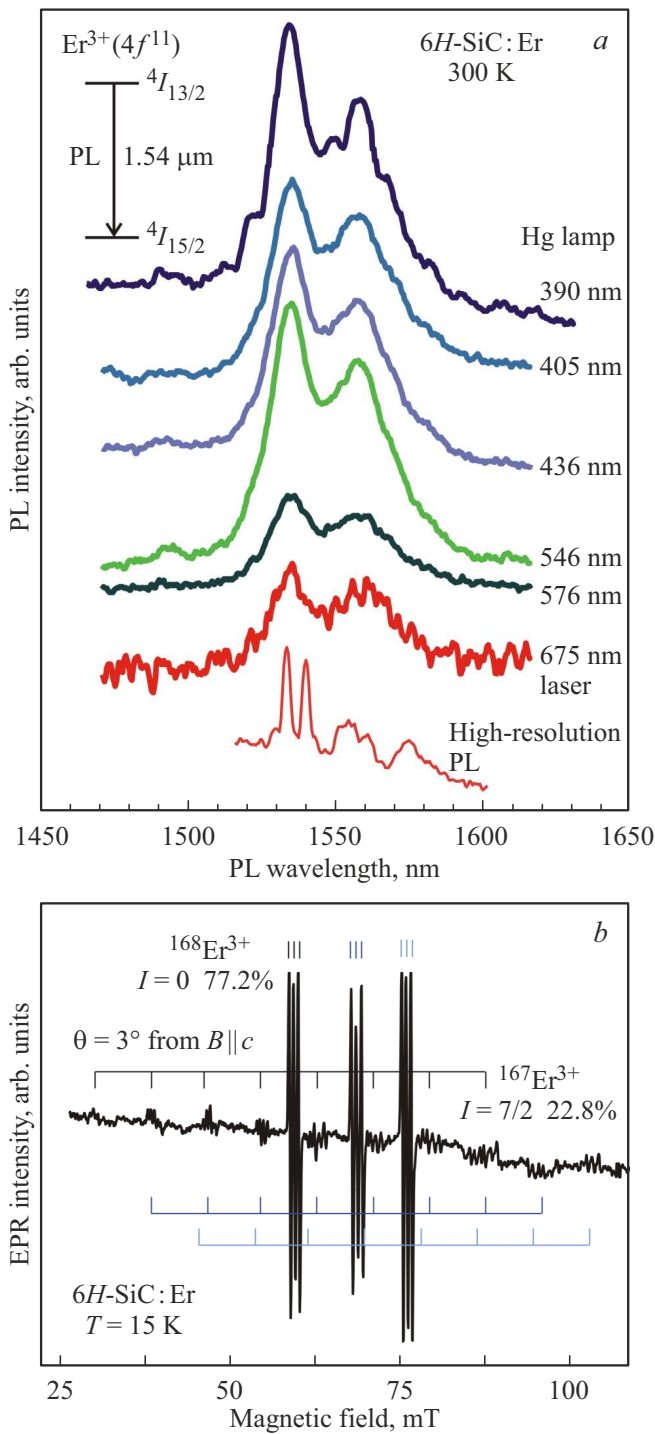 Er³⁺(4f¹¹)
⁴I₁₃/₂
PL 1.54 μm
⁴I₁₅/₂
6H-SiC:Er
300 K
a
Hg lamp
390 nm
405 nm
436 nm
546 nm
576 nm
675 nm
laser
High-resolution
PL
PL intensity, arb. units
1450 1500 1550 1600 1650
PL wavelength, nm
b
¹⁶⁸Er³⁺
I = 0 77.2%
θ = 3° from B||c
¹⁶⁷Er³⁺
I = 7/2 22.8%
6H-SiC:Er
T = 15 K
EPR intensity, arb. units
25 50 75 100
Magnetic field, mT